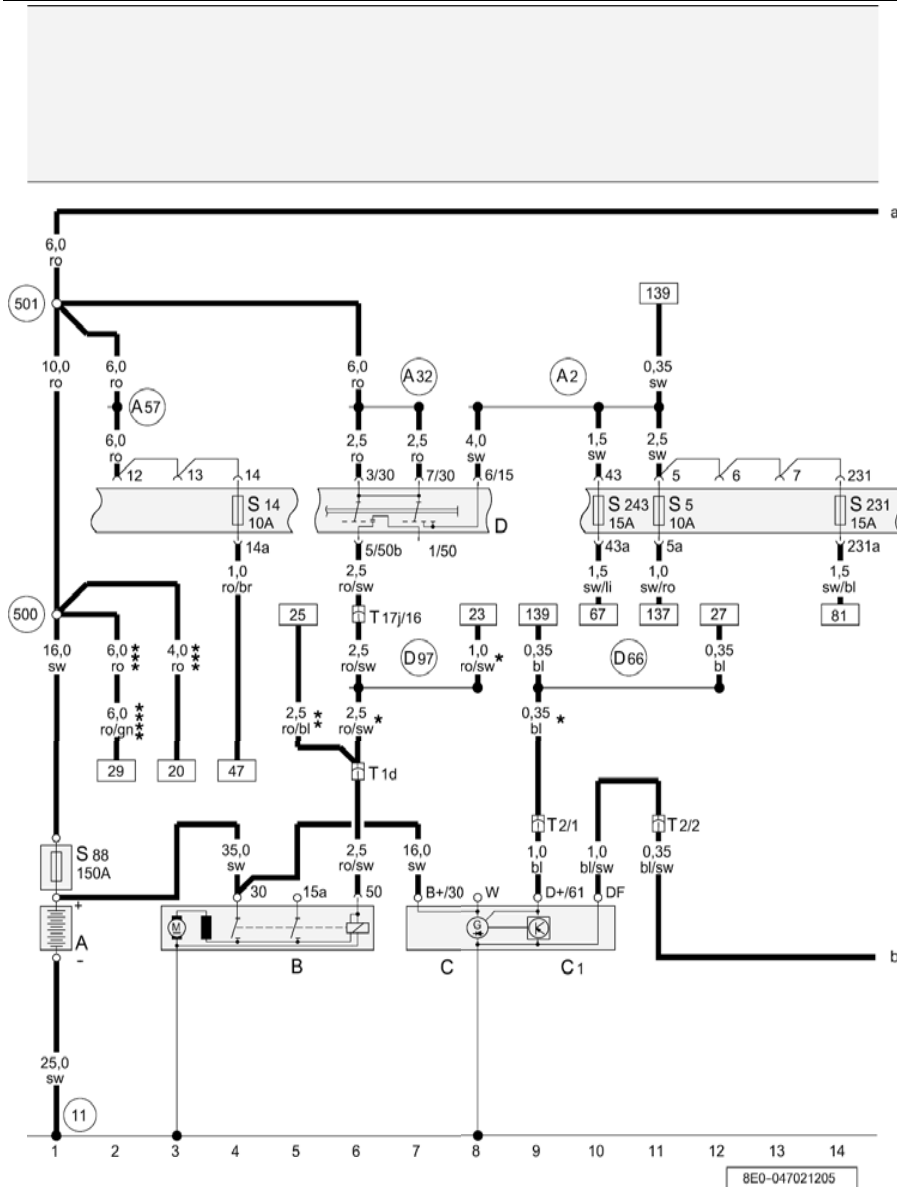 a
6,0
ro
501
139
10,0 6,0 6,0 0,35
ro ro ro A32 A2 sw
A57
6,0 2,5 2,5 4,0 1,5 2,5
ro ro ro sw sw sw
12 13 14 3/30 7/30 6/15 43 5 6 7 231
S 14 S 243 S 5 S 231
10A D 15A 10A 15A
14a 5/50b 1/50 43a 5a 231a
1,0 2,5 1,5 1,0 1,5
ro/br ro/sw sw/li sw/ro sw/bl
500 25 T 17j/16 23 139 67 137 27 81
16,0 6,0 *** 4,0 *** 2,5 1,0 0,35 0,35
sw ro ro ro/sw D97 ro/sw * bl D66 bl
6,0 **** 2,5 ** 2,5 0,35
ro/gn ro/bl ro/sw * bl *
29 20 47 T 1d
T 2/1 T 2/2
S 88 35,0 2,5 16,0 1,0 1,0 0,35
150A sw ro/sw sw bl bl/sw bl/sw
+ 30 15a 50 B+/30 W D+/61 DF
A M G
- B C C1
b
25,0
sw
11
1 2 3 4 5 6 7 8 9 10 11 12 13 14
8E0-047021205